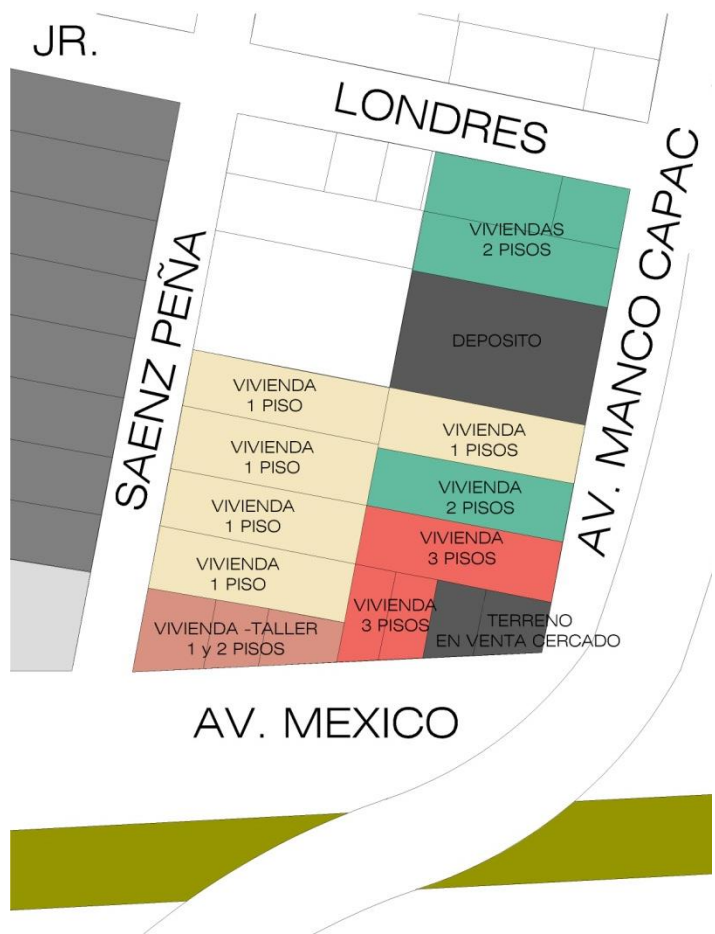 JR.
LONDRES
AV. MANCO CAPAC
SAENZ PEÑA
VIVIENDAS
2 PISOS
DEPOSITO
VIVIENDA
1 PISO
VIVIENDA
1 PISOS
VIVIENDA
1 PISO
VIVIENDA
2 PISOS
VIVIENDA
1 PISO
VIVIENDA
3 PISOS
VIVIENDA
1 PISO
VIVIENDA
3 PISOS
TERRENO
EN VENTA CERCADO
VIVIENDA -TALLER
1 y 2 PISOS
AV. MEXICO